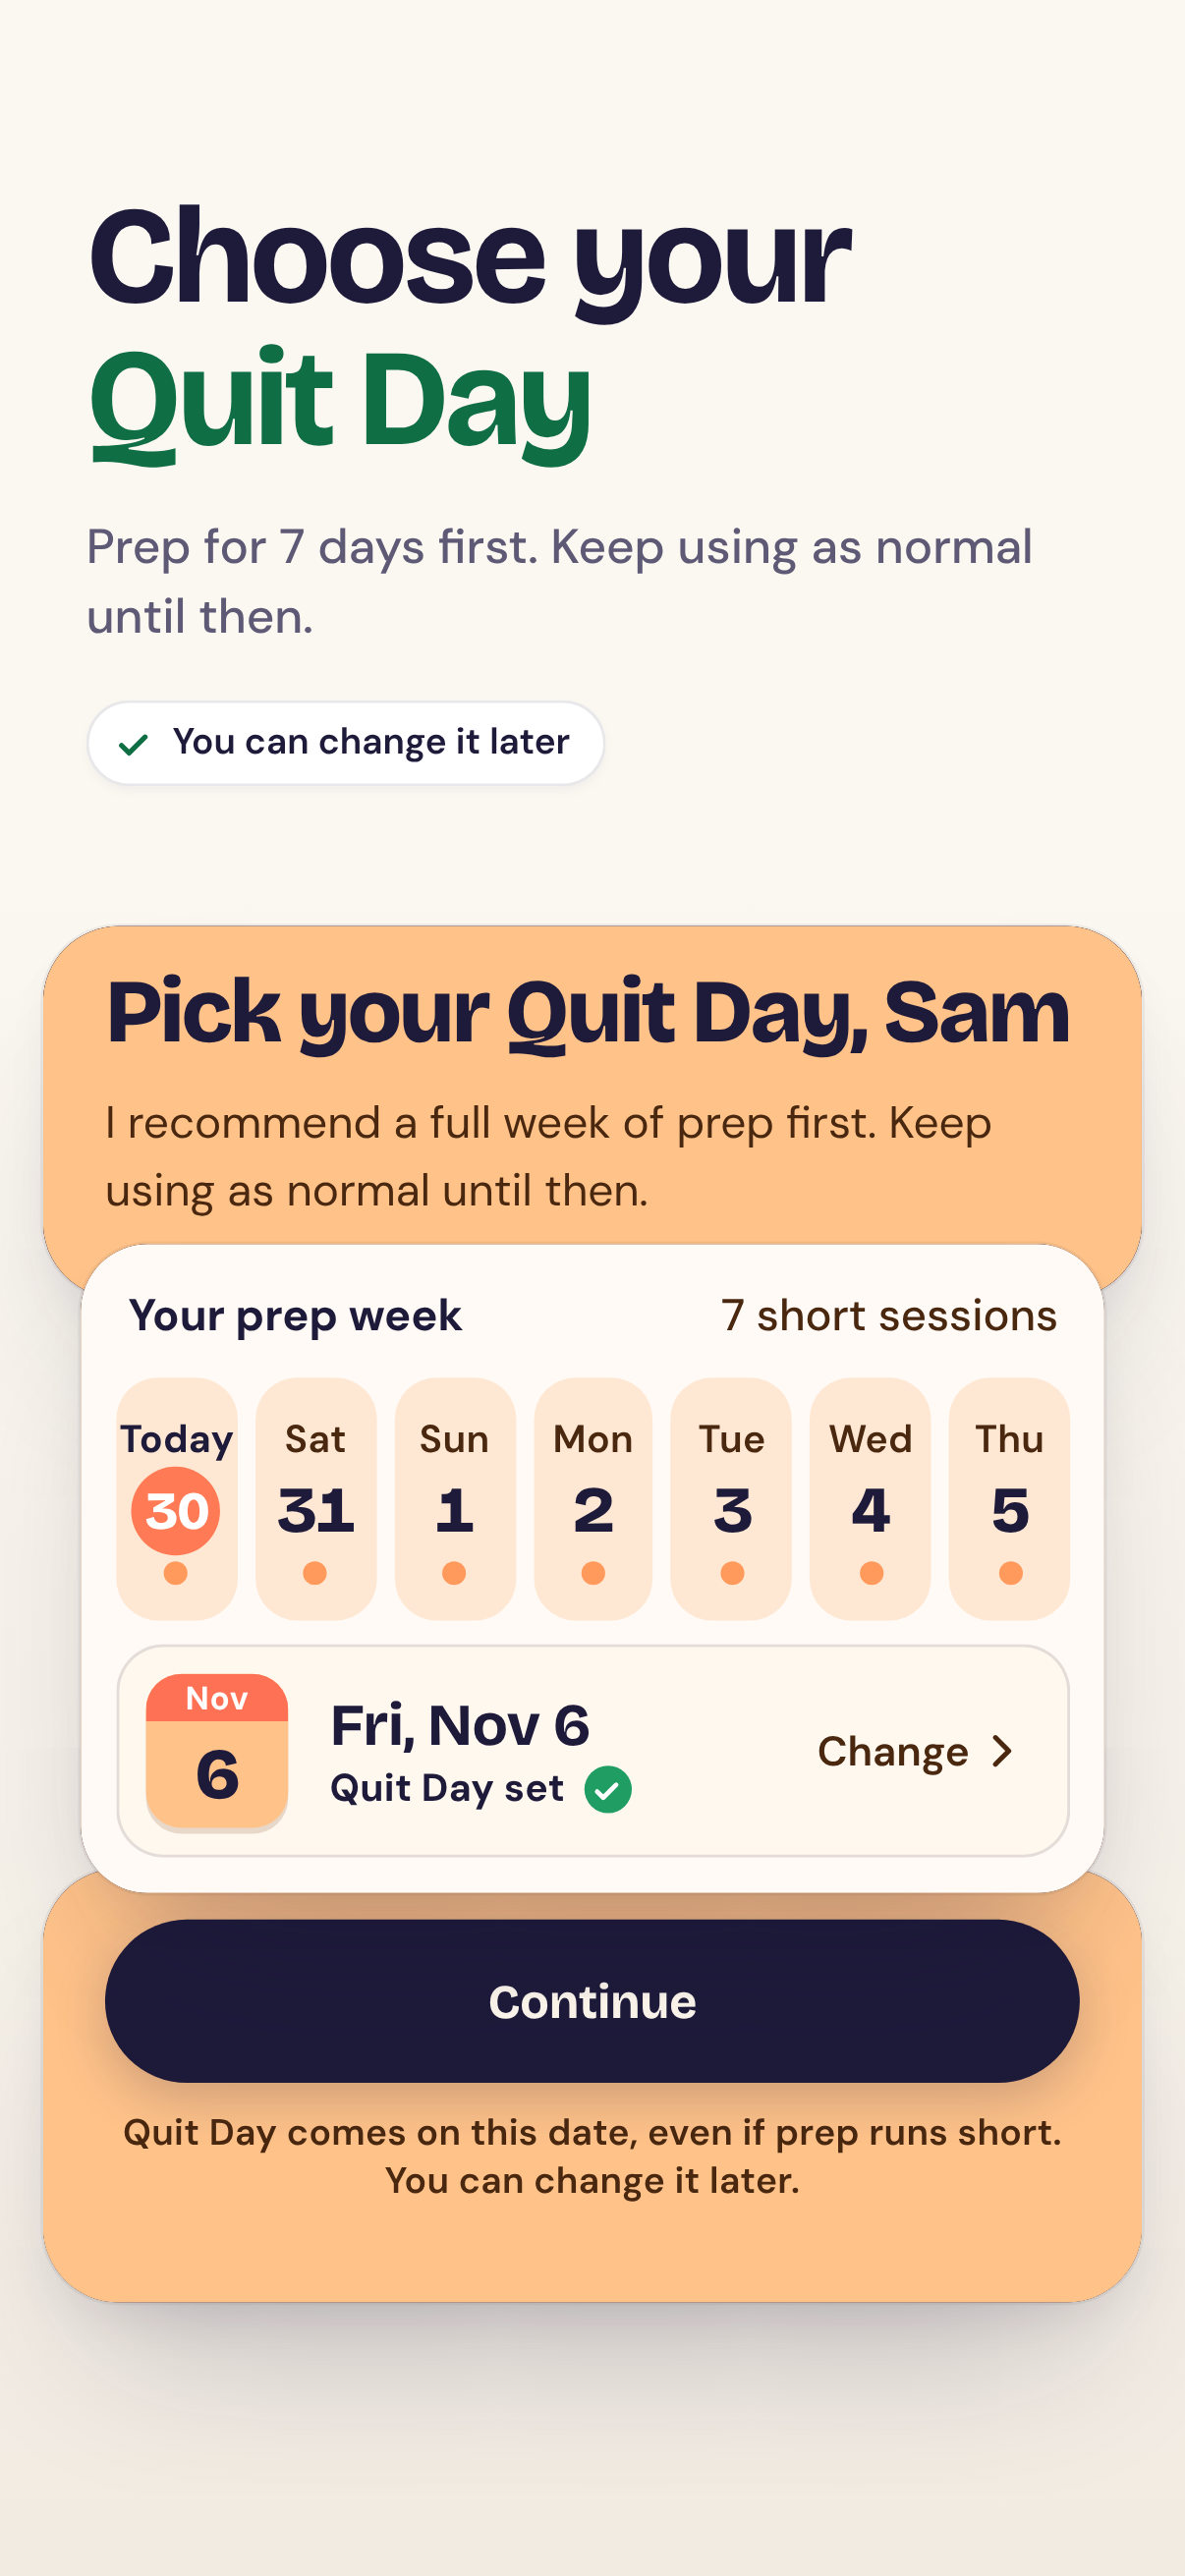 Choose your
Quit Day
Prep for 7 days first. Keep using as normal
until then.
You can change it later
Pick your Quit Day, Sam
I recommend a full week of prep first. Keep
using as normal until then.
Your prep week 7 short sessions
Today Sat Sun Mon Tue Wed Thu
30 31 1 2 3 4 5
Nov
6
Fri, Nov 6
Quit Day set
Change
Continue
Quit Day comes on this date, even if prep runs short.
You can change it later.